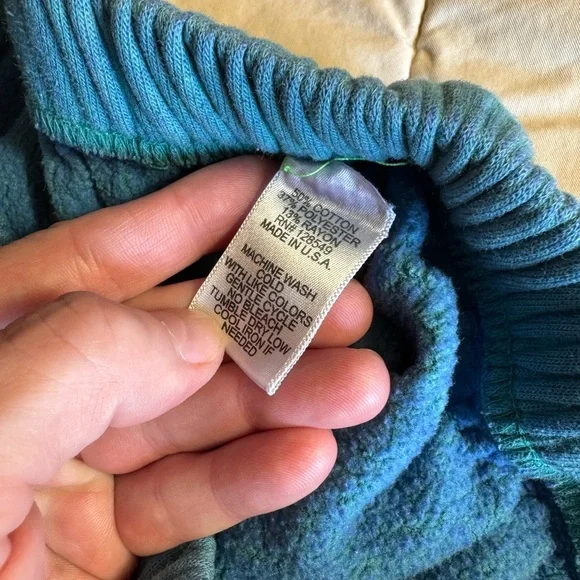 50% COTTON
37% POLYESTER
13% RAYON
RN# 128549
MADE IN U.S.A.
MACHINE WASH
COLD
WITH LIKE COLORS
GENTLE CYCLE
NO BLEACH
TUMBLE DRY LOW
COOL IRON IF
NEEDED